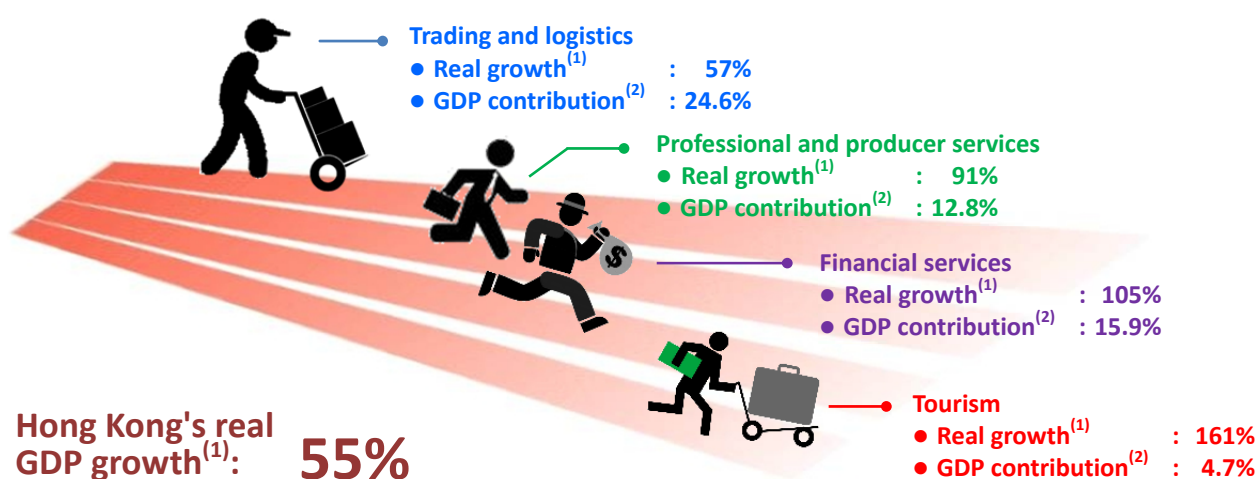 Trading and logistics
● Real growth(1) : 57%
● GDP contribution(2) : 24.6%
Professional and producer services
● Real growth(1) : 91%
● GDP contribution(2) : 12.8%
$
Financial services
● Real growth(1) : 105%
● GDP contribution(2) : 15.9%
Tourism
● Real growth(1) : 161%
● GDP contribution(2) : 4.7%
Hong Kong's real
GDP growth(1): 55%